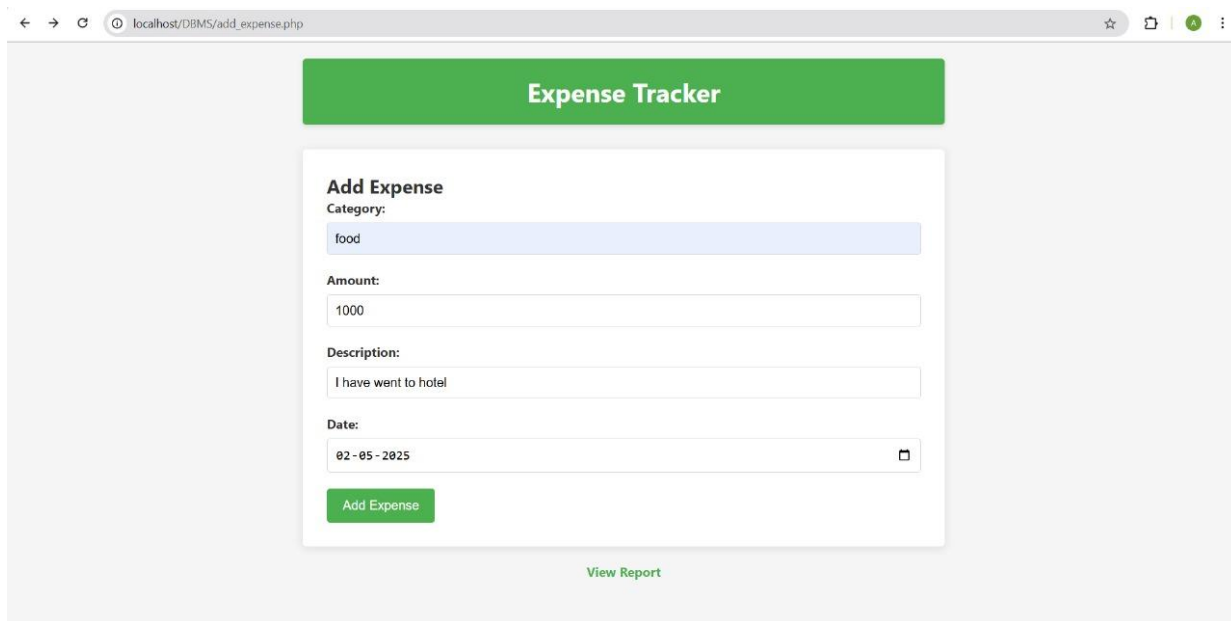 localhost/DBMS/add_expense.php
A
Expense Tracker
Add Expense
Category:
food
Amount:
1000
Description:
I have went to hotel
Date:
02-05-2025
Add Expense
View Report